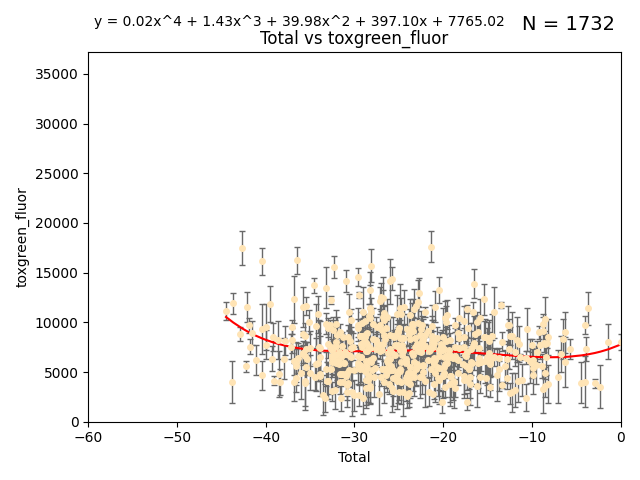 y = 0.02x^4 + 1.43x^3 + 39.98x^2 + 397.10x + 7765.02 N = 1732
Total vs toxgreen_fluor
35000
30000
25000
20000
15000
10000
5000
0
toxgreen_fluor
−60 −50 −40 −30 −20 −10 0
Total